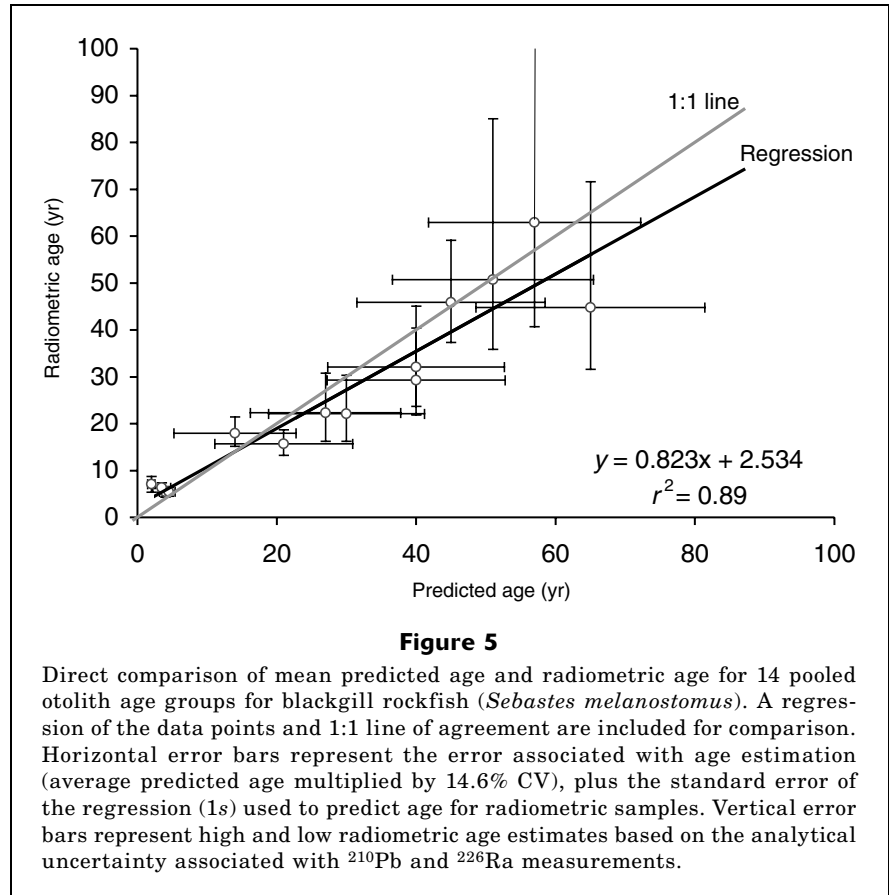 100
90
80
70
60
50
40
30
20
10
0
Radiometric age (yr)
1:1 line
Regression
y = 0.823x + 2.534
r² = 0.89
0 20 40 60 80 100
Predicted age (yr)
Figure 5
Direct comparison of mean predicted age and radiometric age for 14 pooled
otolith age groups for blackgill rockfish (Sebastes melanostomus). A regres-
sion of the data points and 1:1 line of agreement are included for comparison.
Horizontal error bars represent the error associated with age estimation
(average predicted age multiplied by 14.6% CV), plus the standard error of
the regression (1s) used to predict age for radiometric samples. Vertical error
bars represent high and low radiometric age estimates based on the analytical
uncertainty associated with ²¹⁰Pb and ²²⁶Ra measurements.